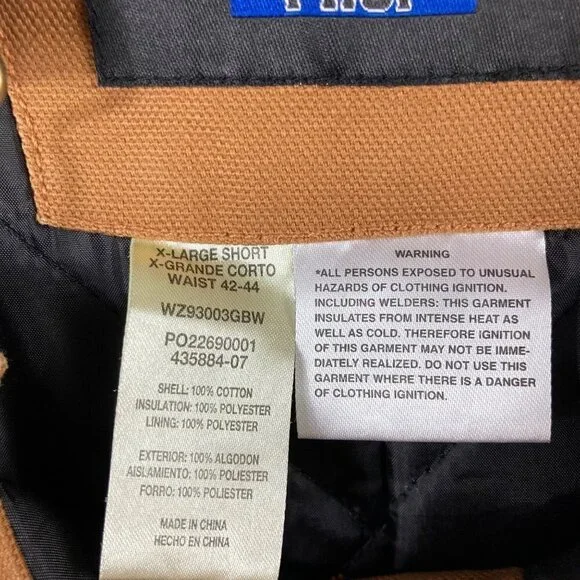 X-LARGE SHORT
X-GRANDE CORTO
WAIST 42-44
WZ93003GBW
PO22690001
435884-07
SHELL: 100% COTTON
INSULATION: 100% POLYESTER
LINING: 100% POLYESTER
EXTERIOR: 100% ALGODON
AISLAMIENTO: 100% POLIESTER
FORRO: 100% POLIESTER
MADE IN CHINA
HECHO EN CHINA
WARNING
*ALL PERSONS EXPOSED TO UNUSUAL
HAZARDS OF CLOTHING IGNITION.
INCLUDING WELDERS: THIS GARMENT
INSULATES FROM INTENSE HEAT AS
WELL AS COLD. THEREFORE IGNITION
OF THIS GARMENT MAY NOT BE IMME-
DIATELY REALIZED. DO NOT USE THIS
GARMENT WHERE THERE IS A DANGER
OF CLOTHING IGNITION.